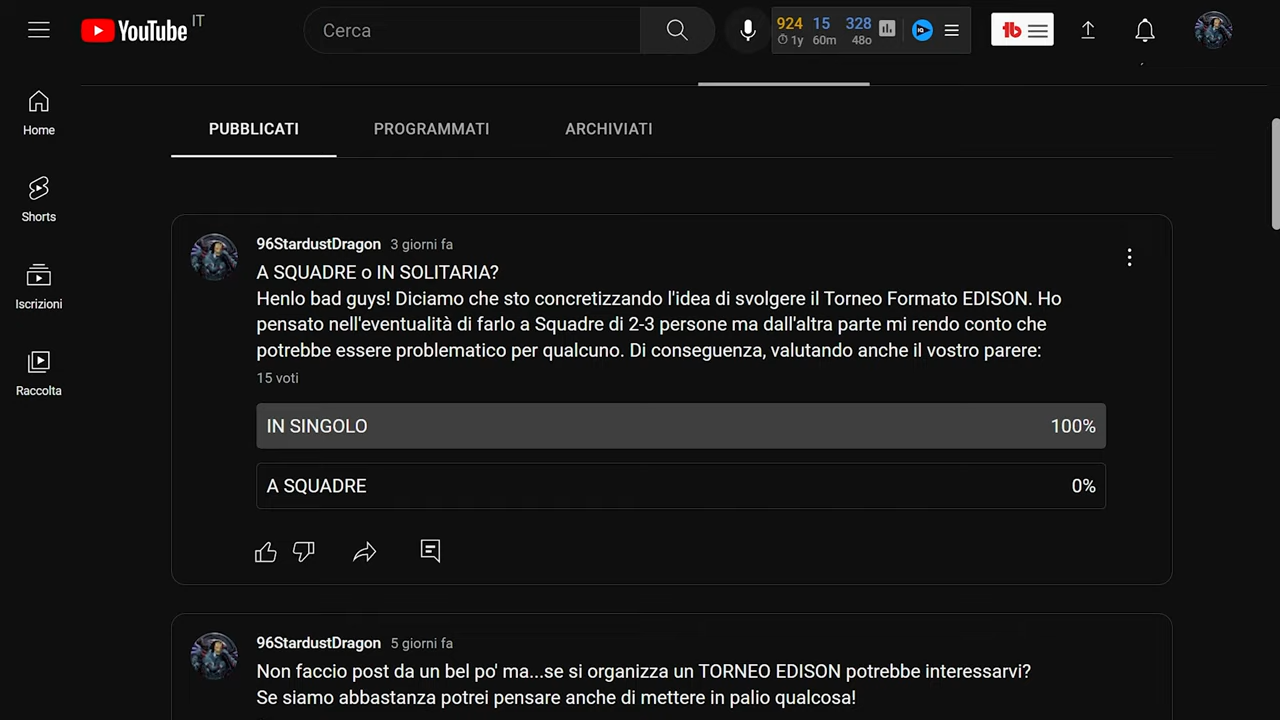 YouTube IT
Cerca
924 15 328
1y 60m 48o
PUBBLICATI PROGRAMMATI ARCHIVIATI
Home
Shorts
Iscrizioni
Raccolta
96StardustDragon 3 giorni fa
A SQUADRE o IN SOLITARIA?
Henlo bad guys! Diciamo che sto concretizzando l'idea di svolgere il Torneo Formato EDISON. Ho
pensato nell'eventualità di farlo a Squadre di 2-3 persone ma dall'altra parte mi rendo conto che
potrebbe essere problematico per qualcuno. Di conseguenza, valutando anche il vostro parere:
15 voti
IN SINGOLO 100%
A SQUADRE 0%
96StardustDragon 5 giorni fa
Non faccio post da un bel po' ma...se si organizza un TORNEO EDISON potrebbe interessarvi?
Se siamo abbastanza potrei pensare anche di mettere in palio qualcosa!